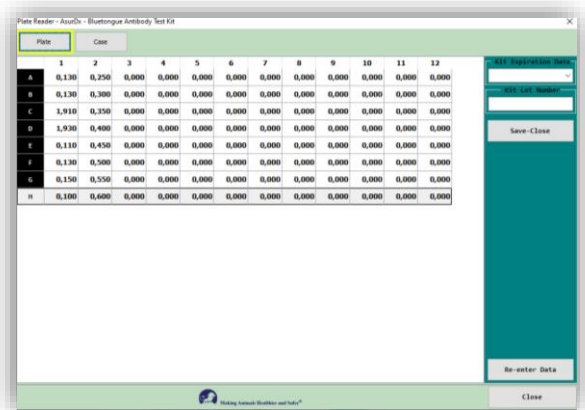 Plate Reader - AsurDx - Bluetongue Antibody Test Kit
Plate Case
1 2 3 4 5 6 7 8 9 10 11 12
A 0,130 0,250 0,000 0,000 0,000 0,000 0,000 0,000 0,000 0,000 0,000 0,000
B 0,130 0,300 0,000 0,000 0,000 0,000 0,000 0,000 0,000 0,000 0,000 0,000
C 1,910 0,350 0,000 0,000 0,000 0,000 0,000 0,000 0,000 0,000 0,000 0,000
D 1,930 0,400 0,000 0,000 0,000 0,000 0,000 0,000 0,000 0,000 0,000 0,000
E 0,110 0,450 0,000 0,000 0,000 0,000 0,000 0,000 0,000 0,000 0,000 0,000
F 0,130 0,500 0,000 0,000 0,000 0,000 0,000 0,000 0,000 0,000 0,000 0,000
G 0,150 0,550 0,000 0,000 0,000 0,000 0,000 0,000 0,000 0,000 0,000 0,000
H 0,100 0,600 0,000 0,000 0,000 0,000 0,000 0,000 0,000 0,000 0,000 0,000
Kit Expiration Date
Kit Lot Number
Save-Close
Re-enter Data
Making Animals Healthier and Safer®
Close